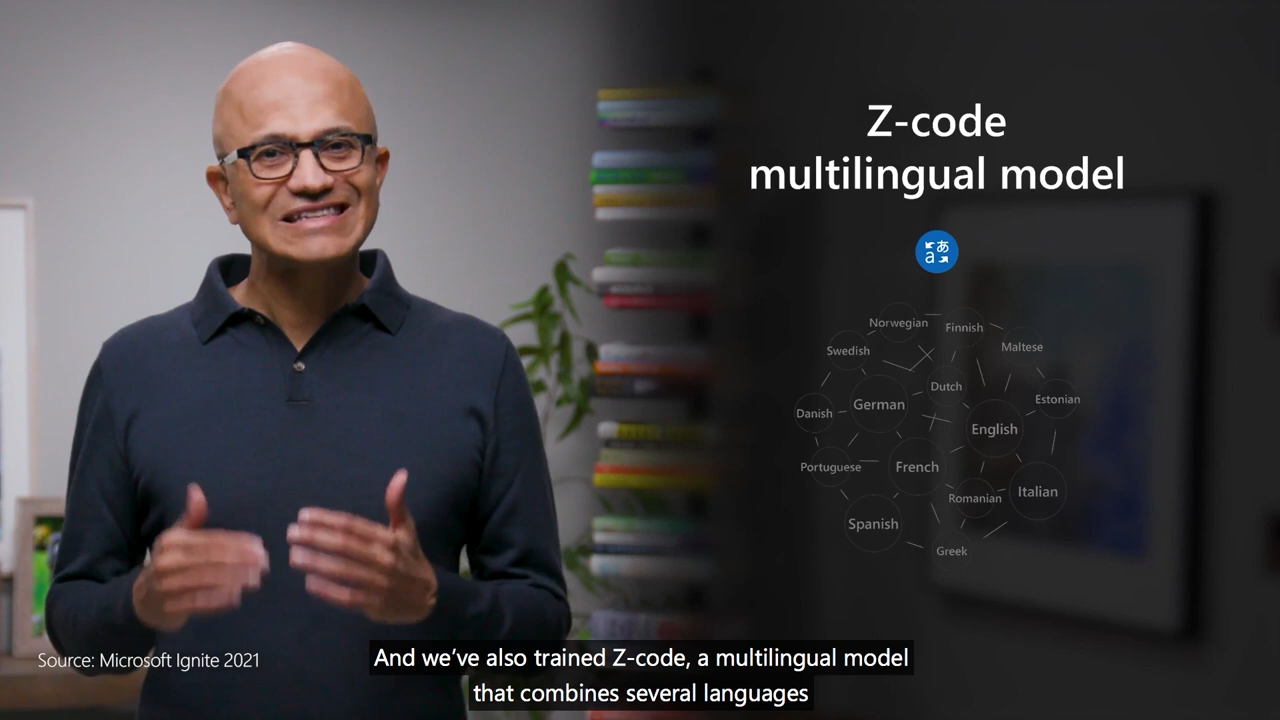 Z-code
multilingual model
あ
a
Norwegian
Finnish
Swedish
Maltese
Dutch
German
Estonian
Danish
English
Portuguese
French
Romanian
Italian
Spanish
Greek
Source: Microsoft Ignite 2021
And we've also trained Z-code, a multilingual model
that combines several languages